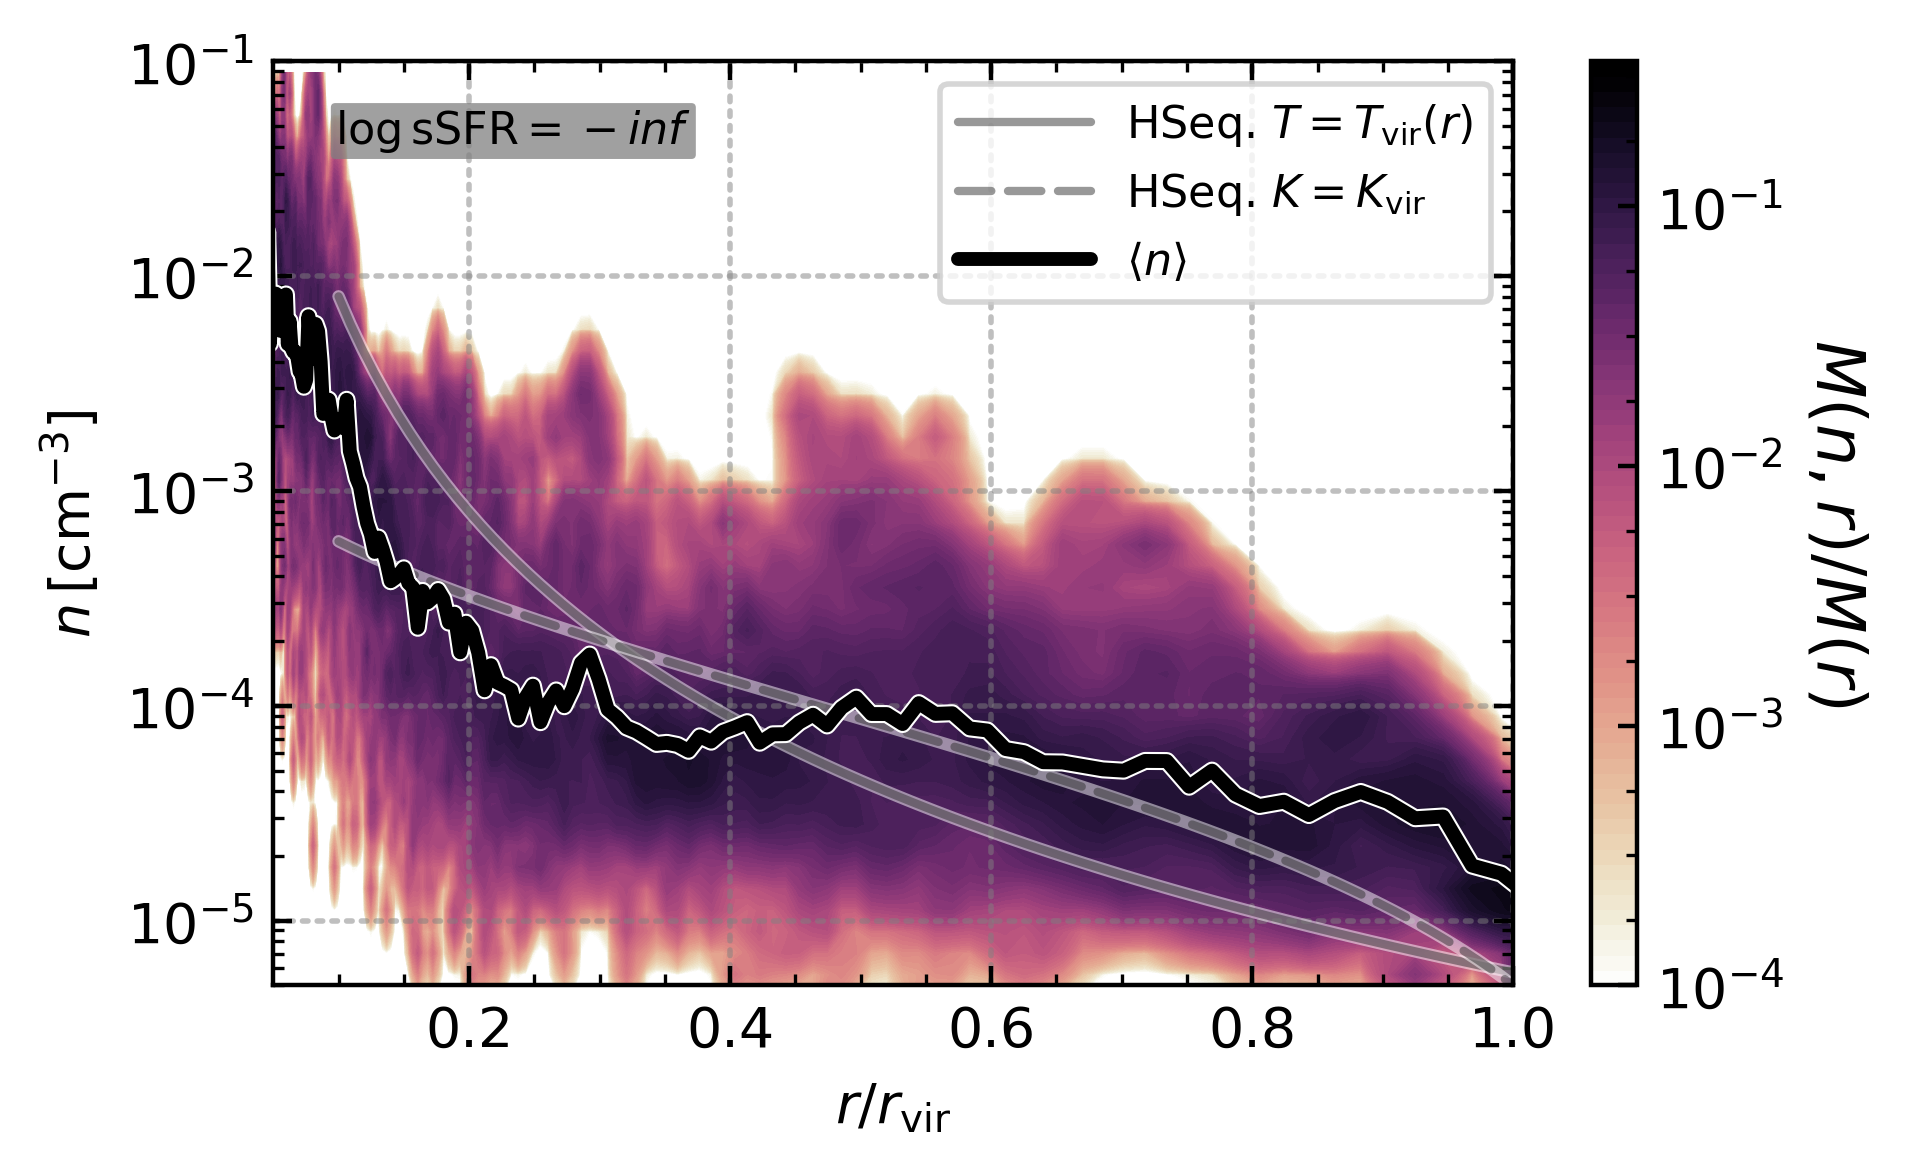 10⁻¹
10⁻²
10⁻³
10⁻⁴
10⁻⁵
n [cm⁻³]
log sSFR = −inf
HSeq. T = T_vir(r)
HSeq. K = K_vir
⟨n⟩
0.2 0.4 0.6 0.8 1.0
r/r_vir
10⁻¹
10⁻²
10⁻³
10⁻⁴
M(n, r)/M(r)